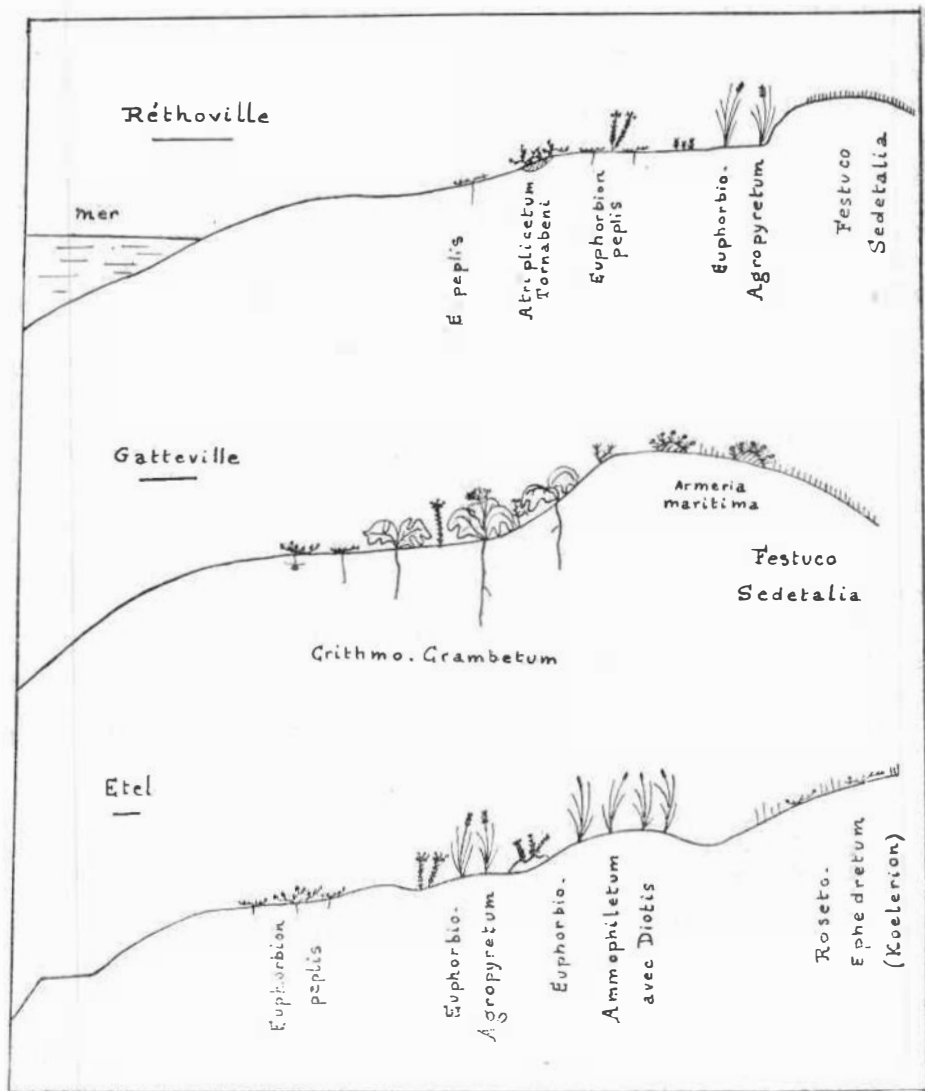 Réthoville
mer
E peplis
Atriplicetum
Tornabeni
Euphorbion
peplis
Euphorbio.
Agropyretum
Festuco
Sedetalia
Gatteville
Armeria
maritima
Festuco
Sedetalia
Crithmo. Crambetum
Etel
Euphorbion
peplis
Euphorbio-
Agropyretum
Euphorbio.
Ammophiletum
avec Diotis
Roseto-
Ephedretum
(Koelerion)